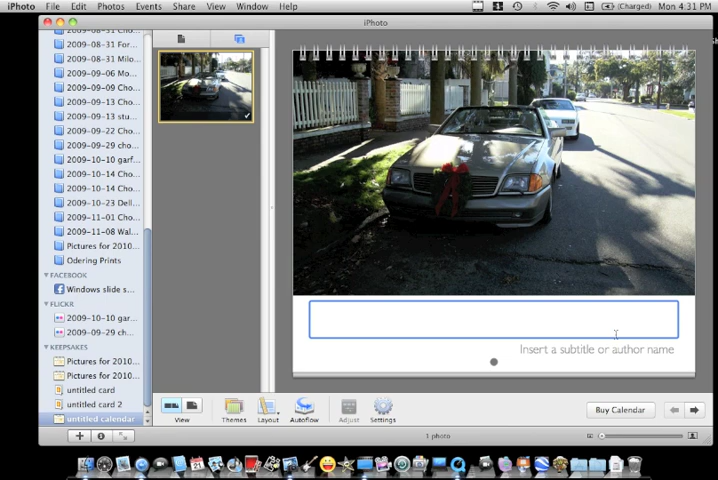 iPhoto File Edit Photos Events Share View Window Help (Charged) Mon 4:31 PM
iPhoto
2009-08-31 For...
2009-08-31 Milo...
2009-09-06 Mo...
2009-09-09 Cho...
2009-09-13 Cho...
2009-09-13 stu...
2009-09-22 Cho...
2009-09-29 cho...
2009-10-10 garf...
2009-10-14 Cho...
2009-10-14 Cho...
2009-10-23 Dell...
2009-11-01 Cho...
2009-11-08 Wal...
Pictures for 2010...
Odering Prints
FACEBOOK
Windows slide s...
FLICKR
2009-10-10 gar...
2009-09-29 ch...
KEEPSAKES
Pictures for 2010...
Pictures for 2010...
untitled card
untitled card 2
untitled calendar
Insert a subtitle or author name
View Themes Layout Autoflow Adjust Settings Buy Calendar
1 photo